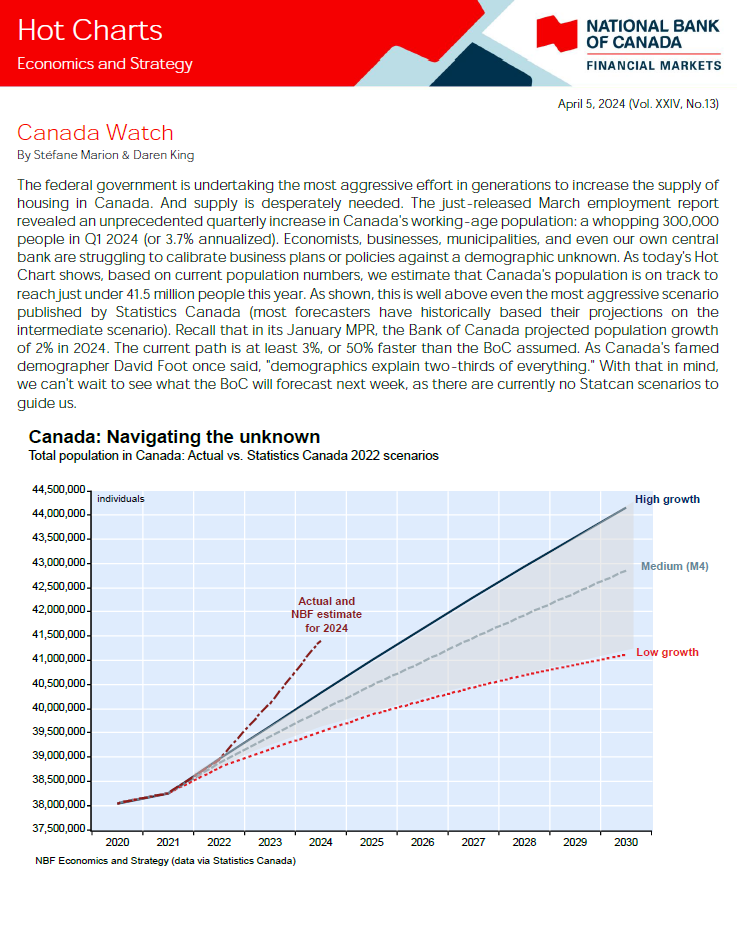 Hot Charts
Economics and Strategy
NATIONAL BANK
OF CANADA
FINANCIAL MARKETS
April 5, 2024 (Vol. XXIV, No.13)
Canada Watch
By Stéfane Marion & Daren King
The federal government is undertaking the most aggressive effort in generations to increase the supply of
housing in Canada. And supply is desperately needed. The just-released March employment report
revealed an unprecedented quarterly increase in Canada's working-age population: a whopping 300,000
people in Q1 2024 (or 3.7% annualized). Economists, businesses, municipalities, and even our own central
bank are struggling to calibrate business plans or policies against a demographic unknown. As today's Hot
Chart shows, based on current population numbers, we estimate that Canada's population is on track to
reach just under 41.5 million people this year. As shown, this is well above even the most aggressive scenario
published by Statistics Canada (most forecasters have historically based their projections on the
intermediate scenario). Recall that in its January MPR, the Bank of Canada projected population growth
of 2% in 2024. The current path is at least 3%, or 50% faster than the BoC assumed. As Canada's famed
demographer David Foot once said, "demographics explain two-thirds of everything." With that in mind,
we can't wait to see what the BoC will forecast next week, as there are currently no Statcan scenarios to
guide us.
Canada: Navigating the unknown
Total population in Canada: Actual vs. Statistics Canada 2022 scenarios
44,500,000
individuals
High growth
44,000,000
43,500,000
43,000,000
Medium (M4)
42,500,000
42,000,000
Actual and
NBF estimate
for 2024
41,500,000
41,000,000
Low growth
40,500,000
40,000,000
39,500,000
39,000,000
38,500,000
38,000,000
37,500,000
2020 2021 2022 2023 2024 2025 2026 2027 2028 2029 2030
NBF Economics and Strategy (data via Statistics Canada)